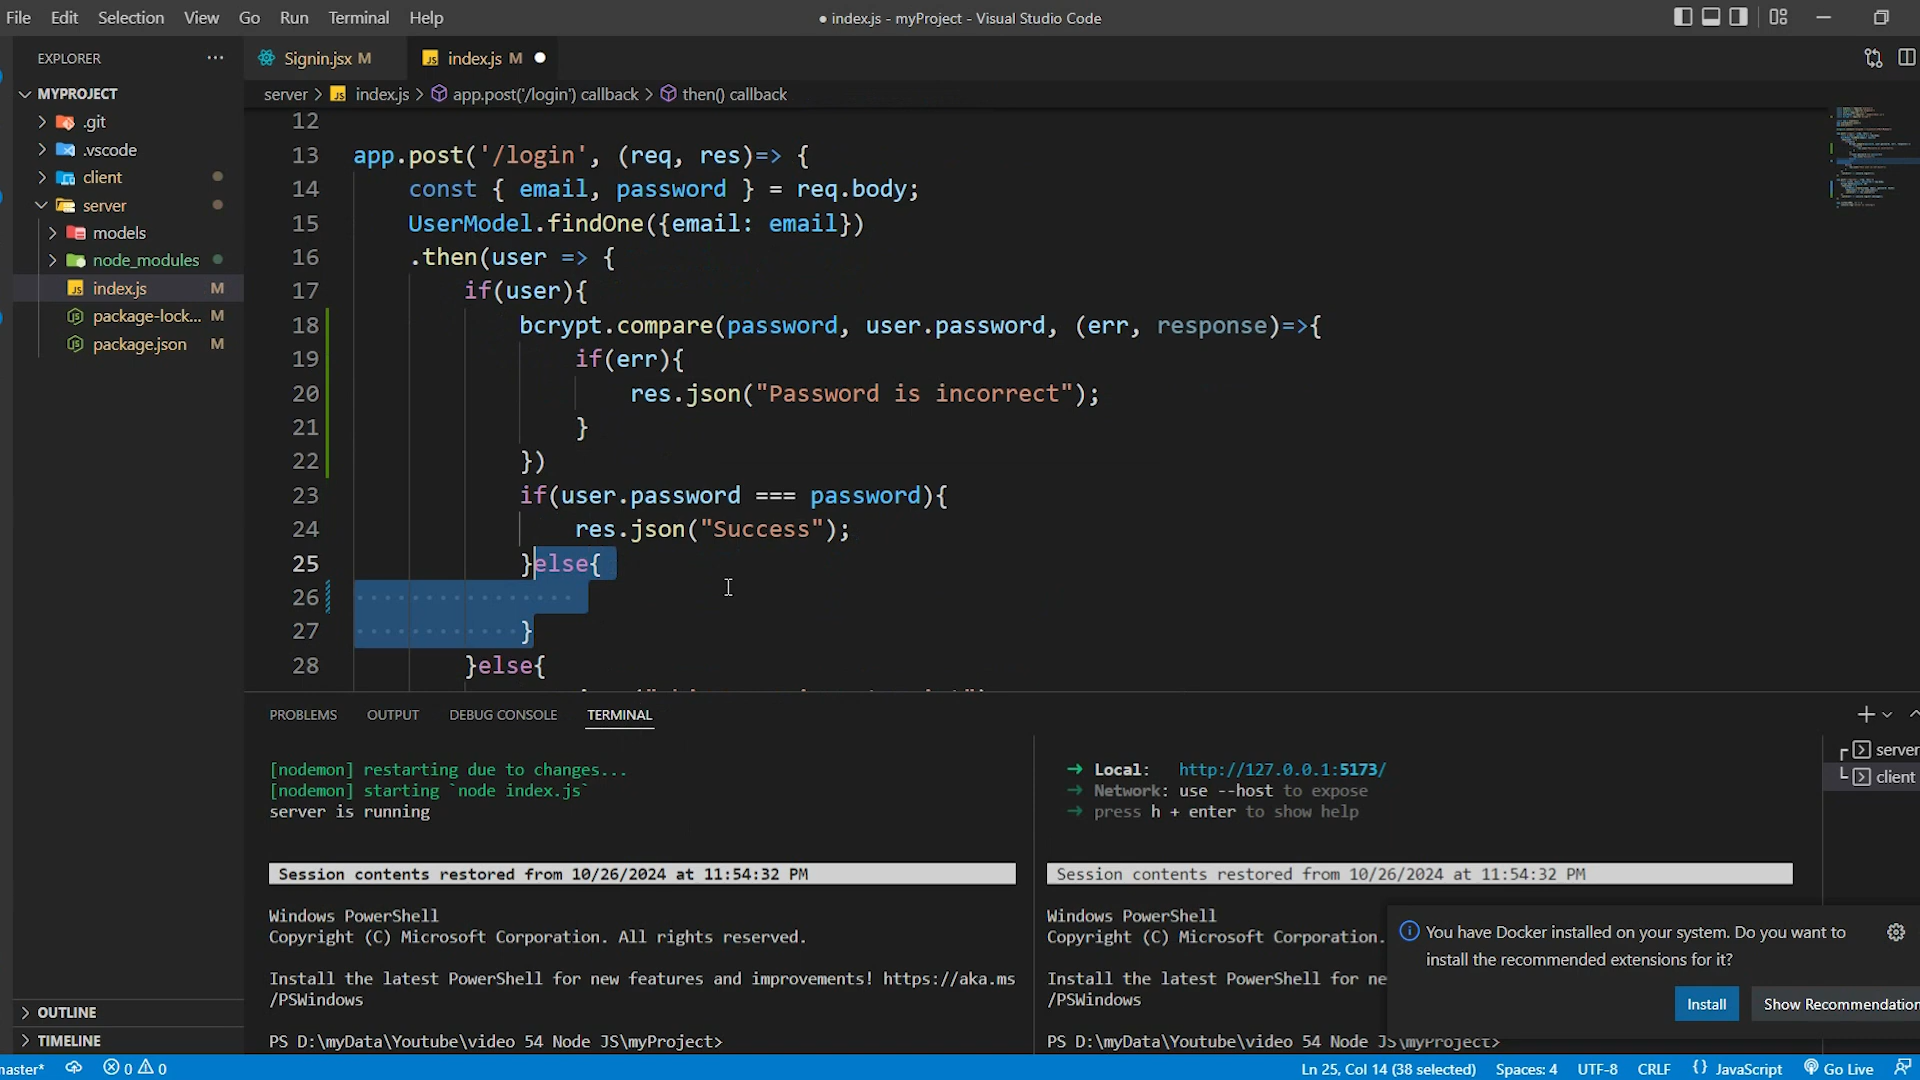 File Edit Selection View Go Run Terminal Help
● index.js - myProject - Visual Studio Code
EXPLORER ···
Signin.jsx M
index.js M ●
server > index.js > app.post('/login') callback > then() callback
MYPROJECT
.git
.vscode
client
server
models
node_modules
index.js M
package-lock... M
package.json M
OUTLINE
TIMELINE
12
13 app.post('/login', (req, res)=> {
14 const { email, password } = req.body;
15 UserModel.findOne({email: email})
16 .then(user => {
17 if(user){
18 bcrypt.compare(password, user.password, (err, response)=>{
19 if(err){
20 res.json("Password is incorrect");
21 }
22 })
23 if(user.password === password){
24 res.json("Success");
25 }else{
26
27 }
28 }else{
PROBLEMS OUTPUT DEBUG CONSOLE TERMINAL
[nodemon] restarting due to changes...
[nodemon] starting `node index.js`
server is running
Session contents restored from 10/26/2024 at 11:54:32 PM
Windows PowerShell
Copyright (C) Microsoft Corporation. All rights reserved.
Install the latest PowerShell for new features and improvements! https://aka.ms
/PSWindows
PS D:\myData\Youtube\video 54 Node JS\myProject>
➜ Local: http://127.0.0.1:5173/
➜ Network: use --host to expose
➜ press h + enter to show help
Session contents restored from 10/26/2024 at 11:54:32 PM
Windows PowerShell
Copyright (C) Microsoft Corporation.
Install the latest PowerShell for ne
/PSWindows
PS D:\myData\Youtube\video 54 Node JS\myProject>
server
client
You have Docker installed on your system. Do you want to
install the recommended extensions for it?
Install
Show Recommendation
master* 0 0
Ln 25, Col 14 (38 selected) Spaces: 4 UTF-8 CRLF {} JavaScript Go Live